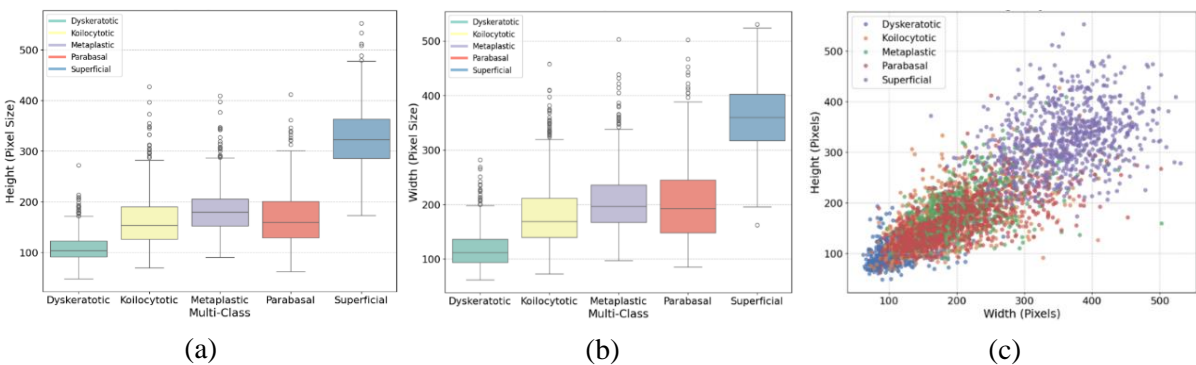 Height (Pixel Size)
500
400
300
200
100
Dyskeratotic
Koilocytotic
Metaplastic
Parabasal
Superficial
Dyskeratotic Koilocytotic Metaplastic Parabasal Superficial
Multi-Class
(a)
Width (Pixel Size)
500
400
300
200
100
0
Dyskeratotic
Koilocytotic
Metaplastic
Parabasal
Superficial
Dyskeratotic Koilocytotic Metaplastic Parabasal Superficial
Multi-Class
(b)
Height (Pixels)
500
400
300
200
100
Dyskeratotic
Koilocytotic
Metaplastic
Parabasal
Superficial
100 200 300 400 500
Width (Pixels)
(c)